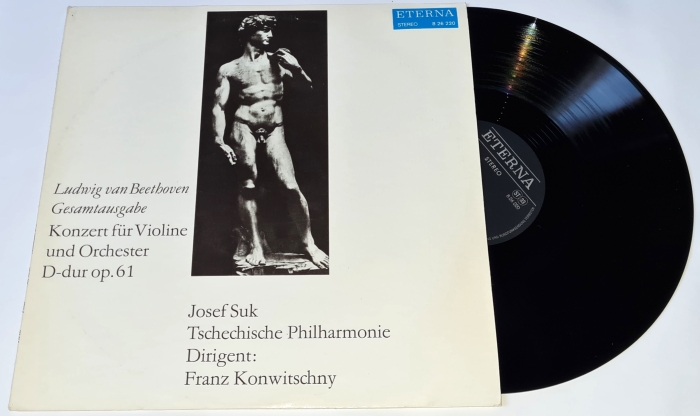 ETERNA
STEREO 8 26 220
Ludwig van Beethoven
Gesamtausgabe
Konzert für Violine
und Orchester
D-dur op. 61
Josef Suk
Tschechische Philharmonie
Dirigent:
Franz Konwitschny
ETERNA
STEREO